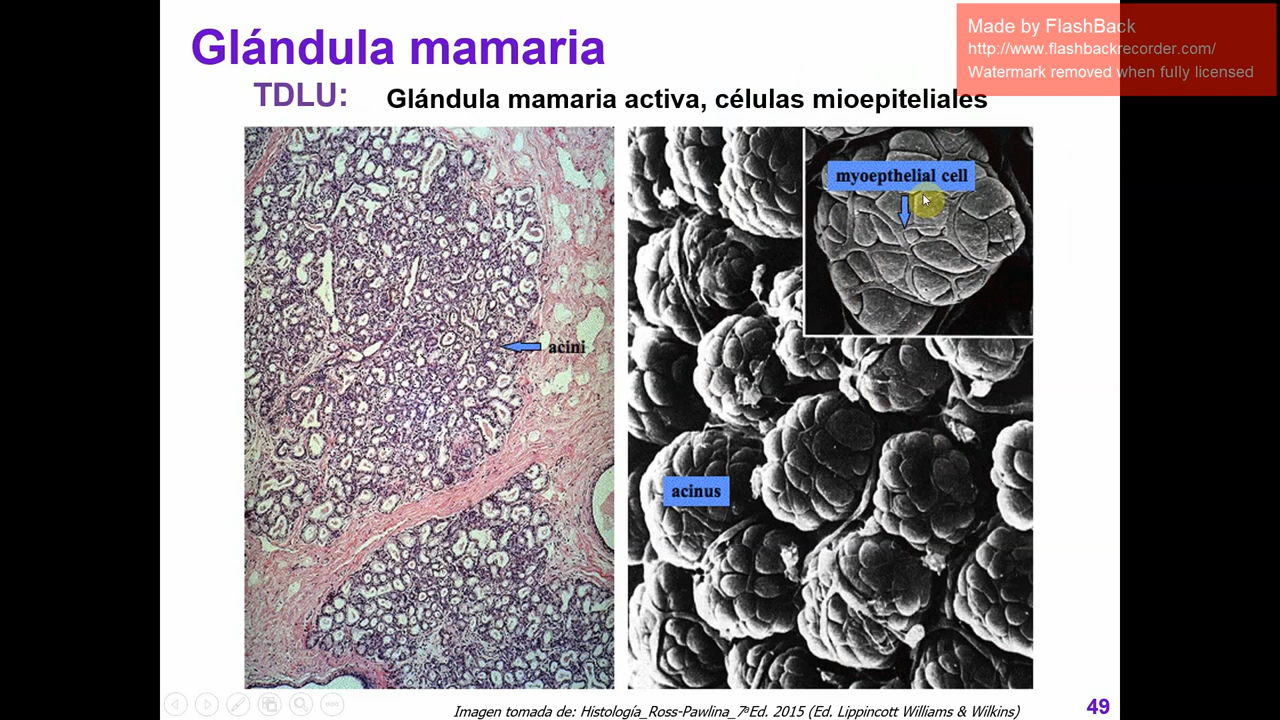 Glándula mamaria
Made by FlashBack
http://www.flashbackrecorder.com/
Watermark removed when fully licensed
TDLU:
Glándula mamaria activa, células mioepiteliales
myoepthelial cell
acini
acinus
Imagen tomada de: Histología_Ross-Pawlina_7ªEd. 2015 (Ed. Lippincott Williams & Wilkins)
49